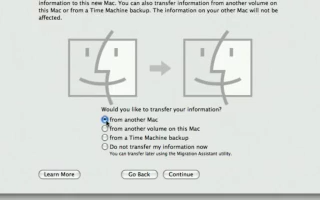 information to this new Mac. You can also transfer information from another volume on
this Mac or from a Time Machine backup. The information on your other Mac will not be
affected.
Would you like to transfer your information?
from another Mac
from another volume on this Mac
from a Time Machine backup
Do not transfer my information now
You can transfer later using the Migration Assistant utility.
Learn More
Go Back
Continue